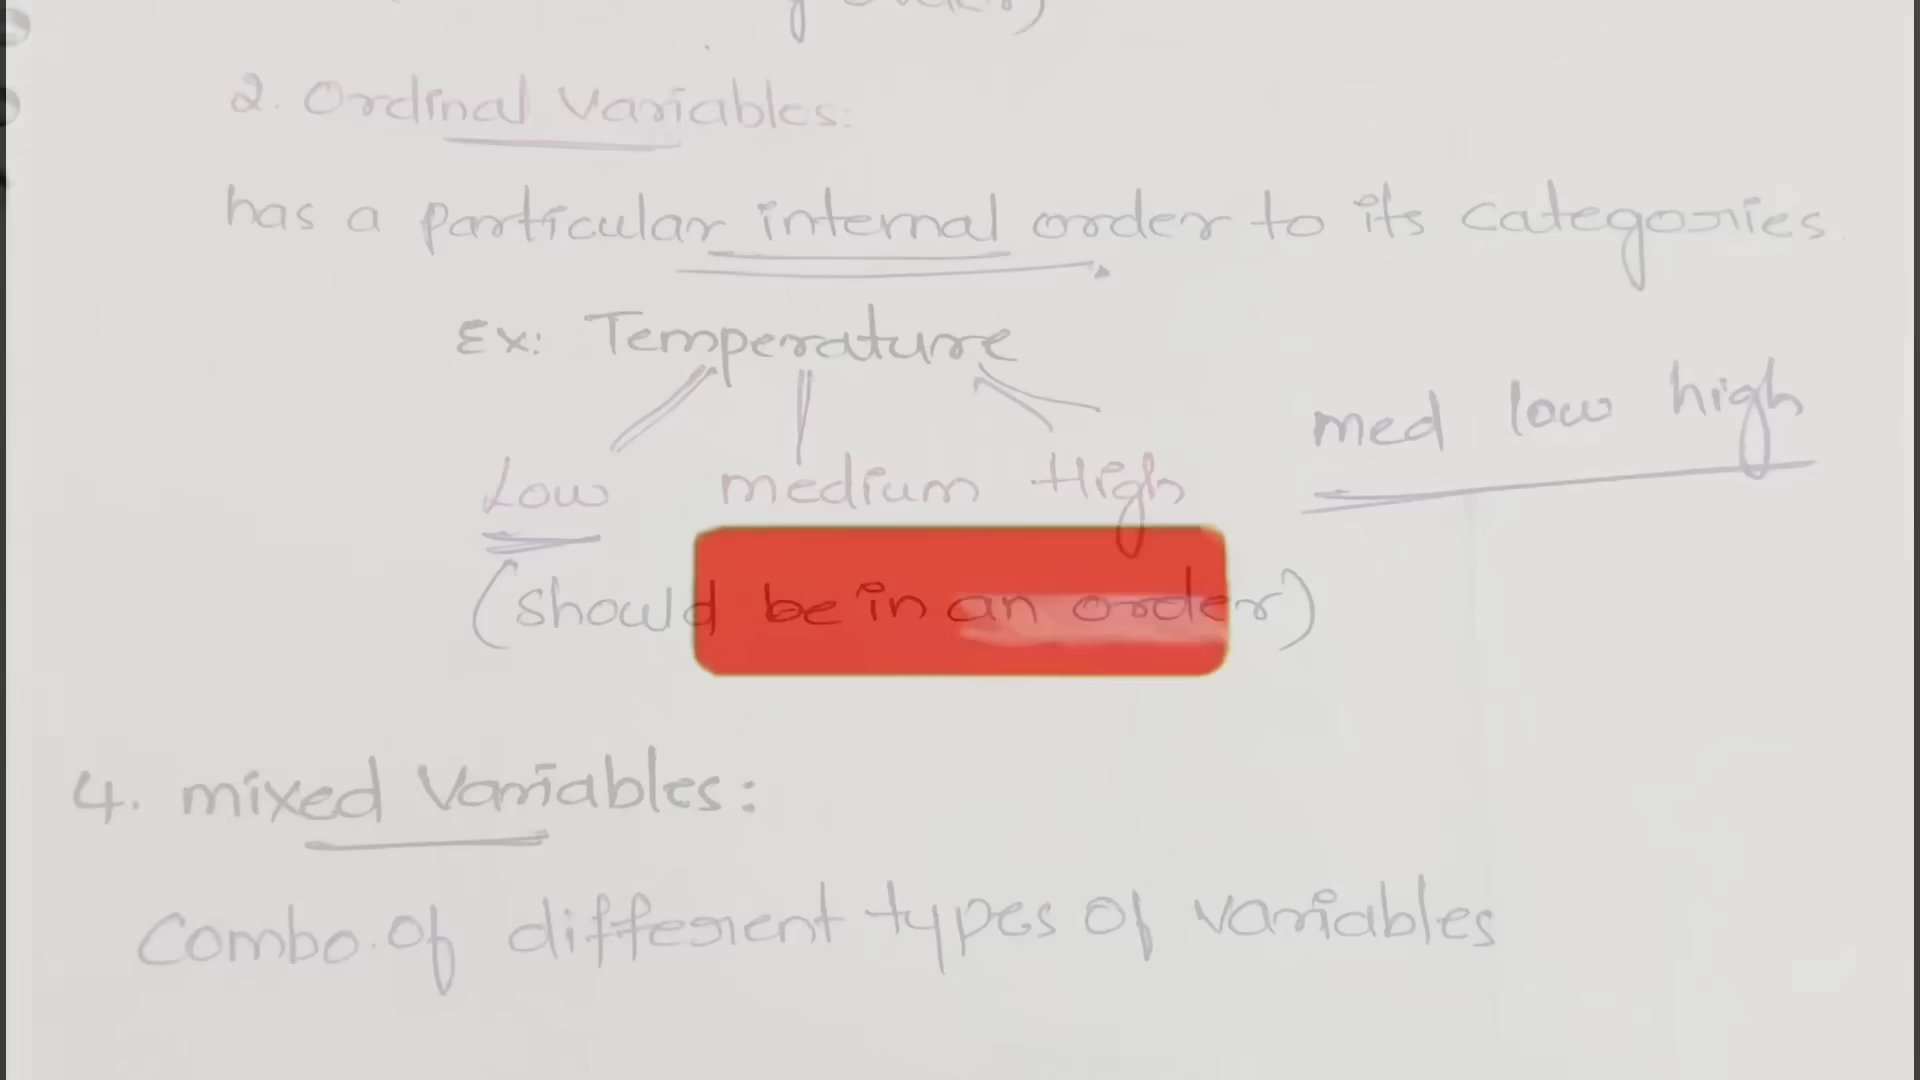 2. Ordinal Variables:
has a particular internal order to its categories
Ex: Temperature
Low medium High
med low high
(should be in an order)
4. mixed Variables:
Combo. of different types of variables